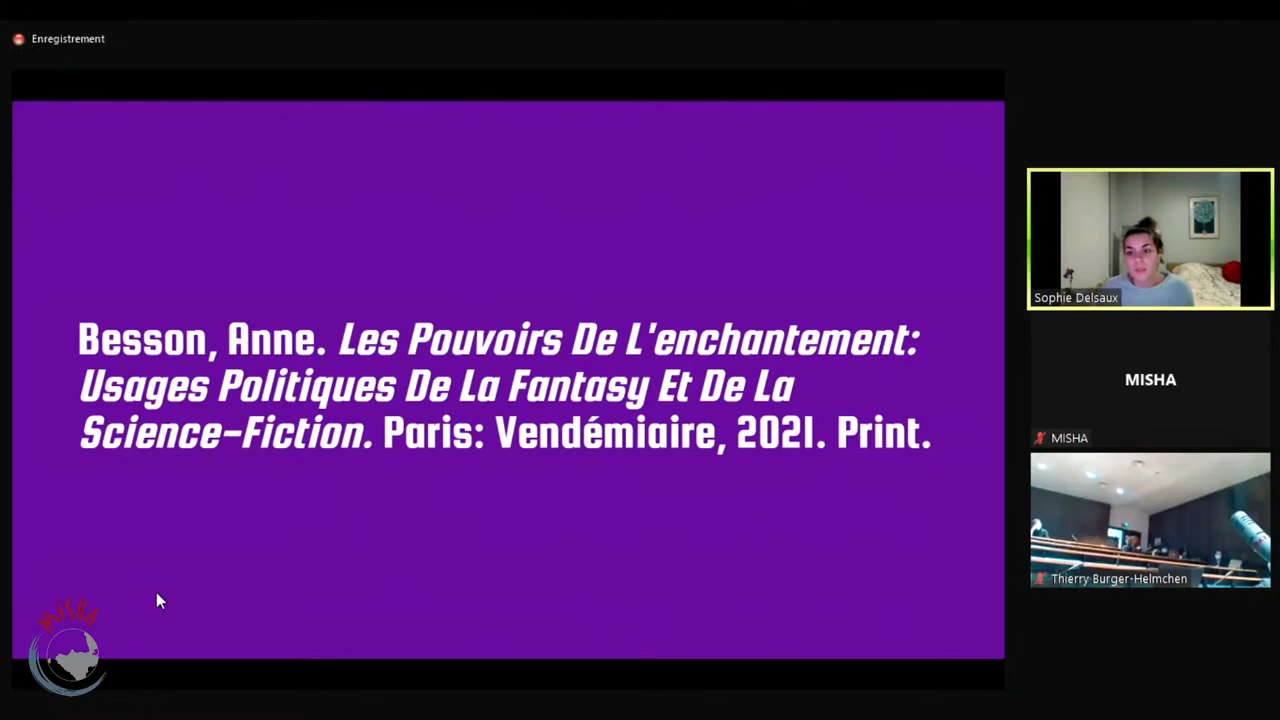 Enregistrement
Besson, Anne. Les Pouvoirs De L'enchantement:
Usages Politiques De La Fantasy Et De La
Science-Fiction. Paris: Vendémiaire, 2021. Print.
Sophie Delsaux
MISHA
MISHA
Thierry Burger-Helmchen
MISHA